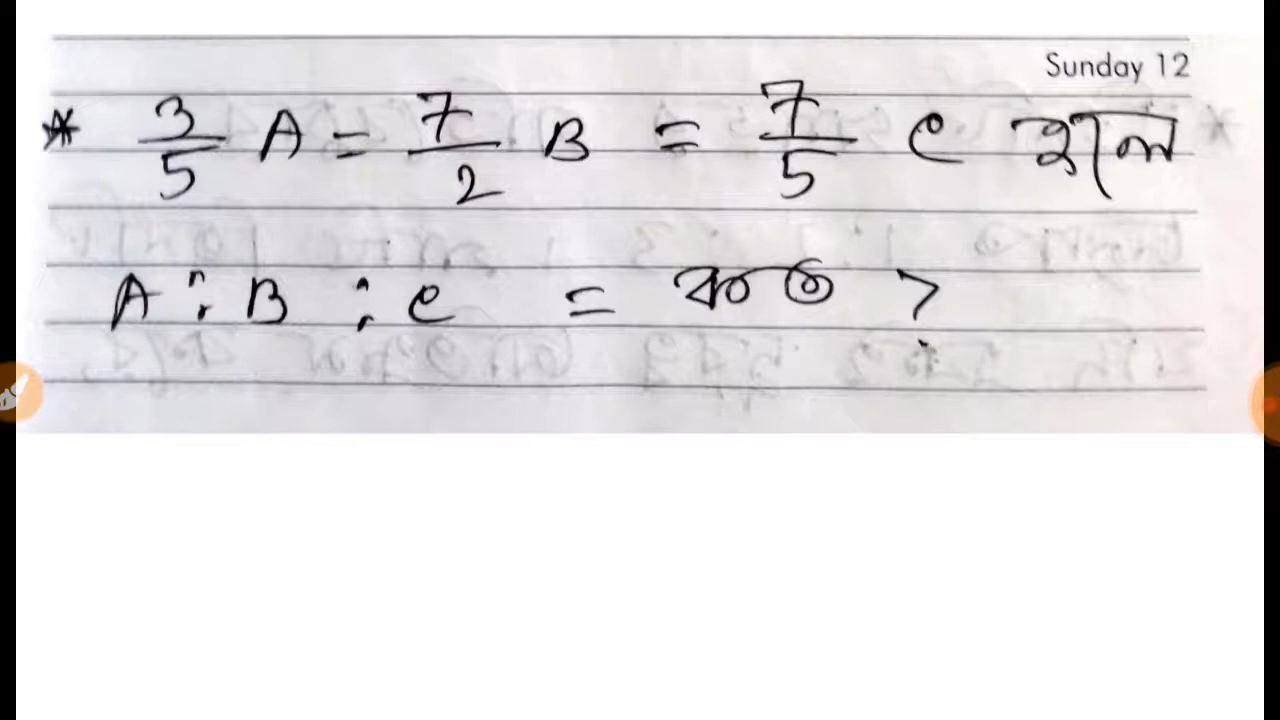 Sunday 12
* 3/5 A = 7/2 B = 7/5 C হলে
A : B : C = কত ?